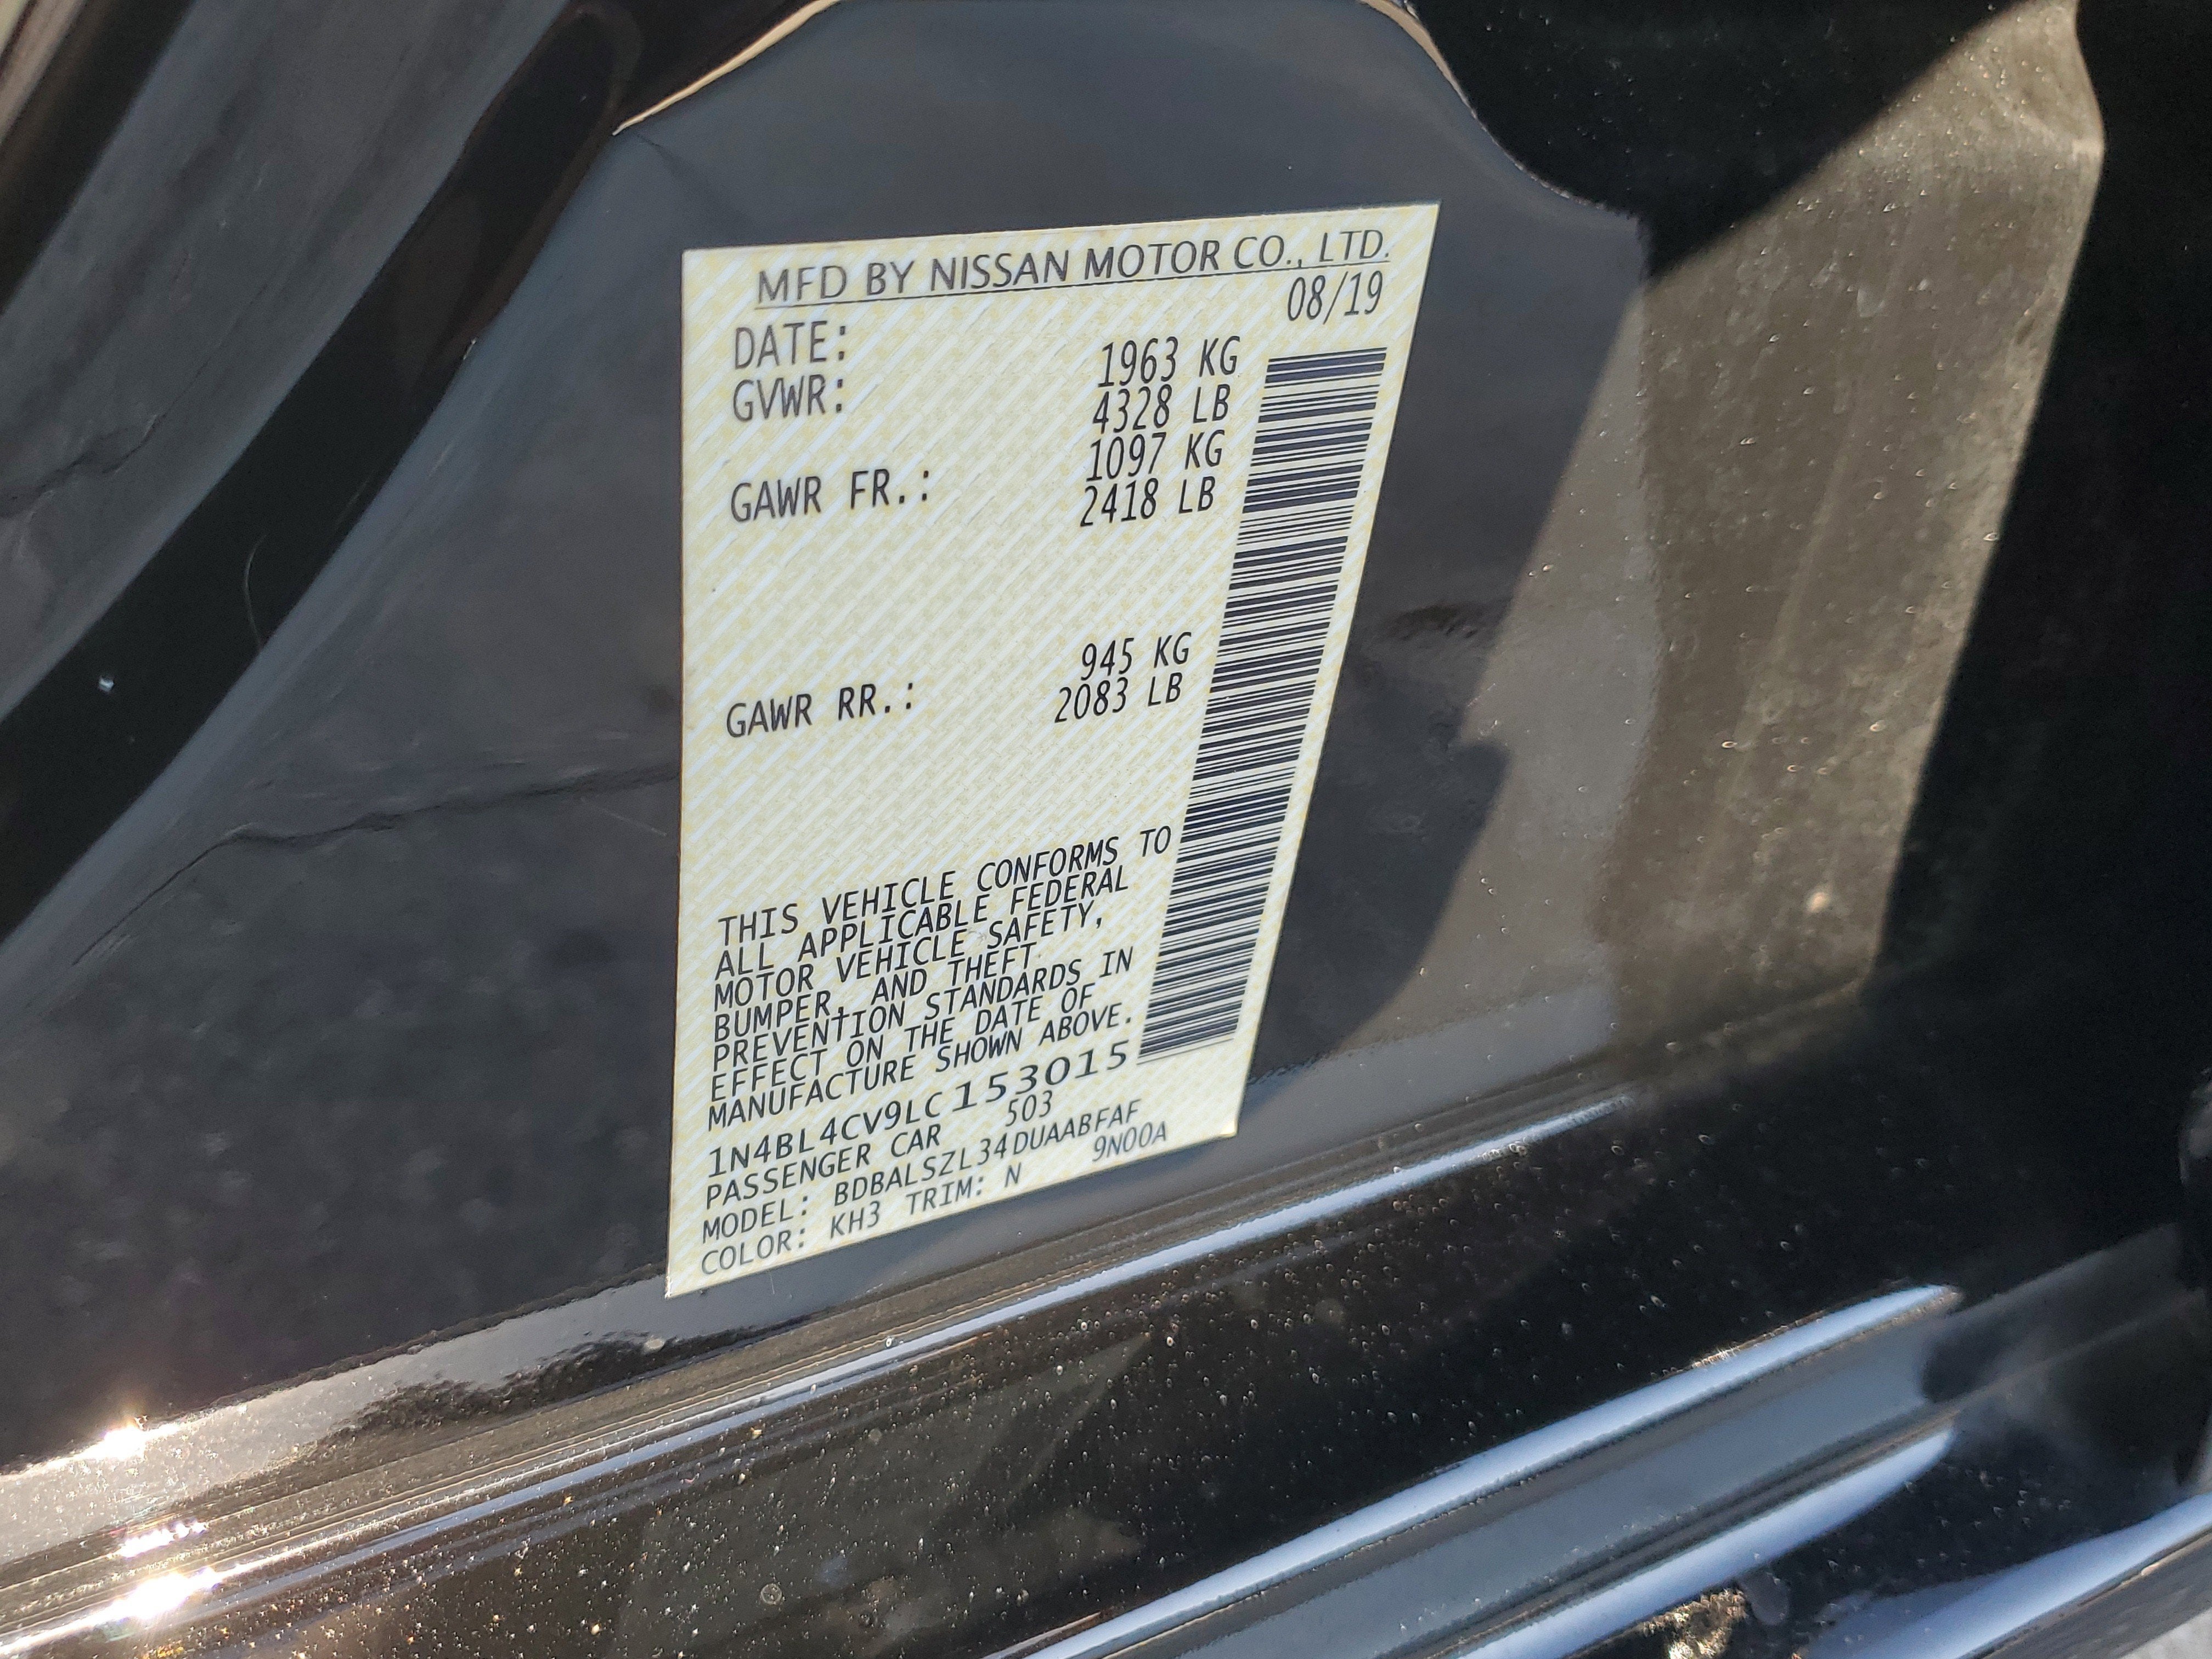 MFD BY NISSAN MOTOR CO., LTD.
DATE: 08/19
GVWR: 1963 KG
4328 LB
GAWR FR.: 1097 KG
2418 LB
GAWR RR.: 945 KG
2083 LB
THIS VEHICLE CONFORMS TO
ALL APPLICABLE FEDERAL
MOTOR VEHICLE SAFETY,
BUMPER, AND THEFT
PREVENTION STANDARDS IN
EFFECT ON THE DATE OF
MANUFACTURE SHOWN ABOVE.
1N4BL4CV9LC153015
PASSENGER CAR 503
MODEL: BDBALSZL34DUAABFAF
COLOR: KH3 TRIM: N 9N00A